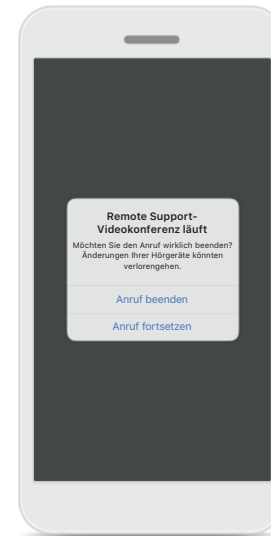 Remote Support-
Videokonferenz läuft
Möchten Sie den Anruf wirklich beenden?
Änderungen Ihrer Hörgeräte könnten
verlorengehen.
Anruf beenden
Anruf fortsetzen